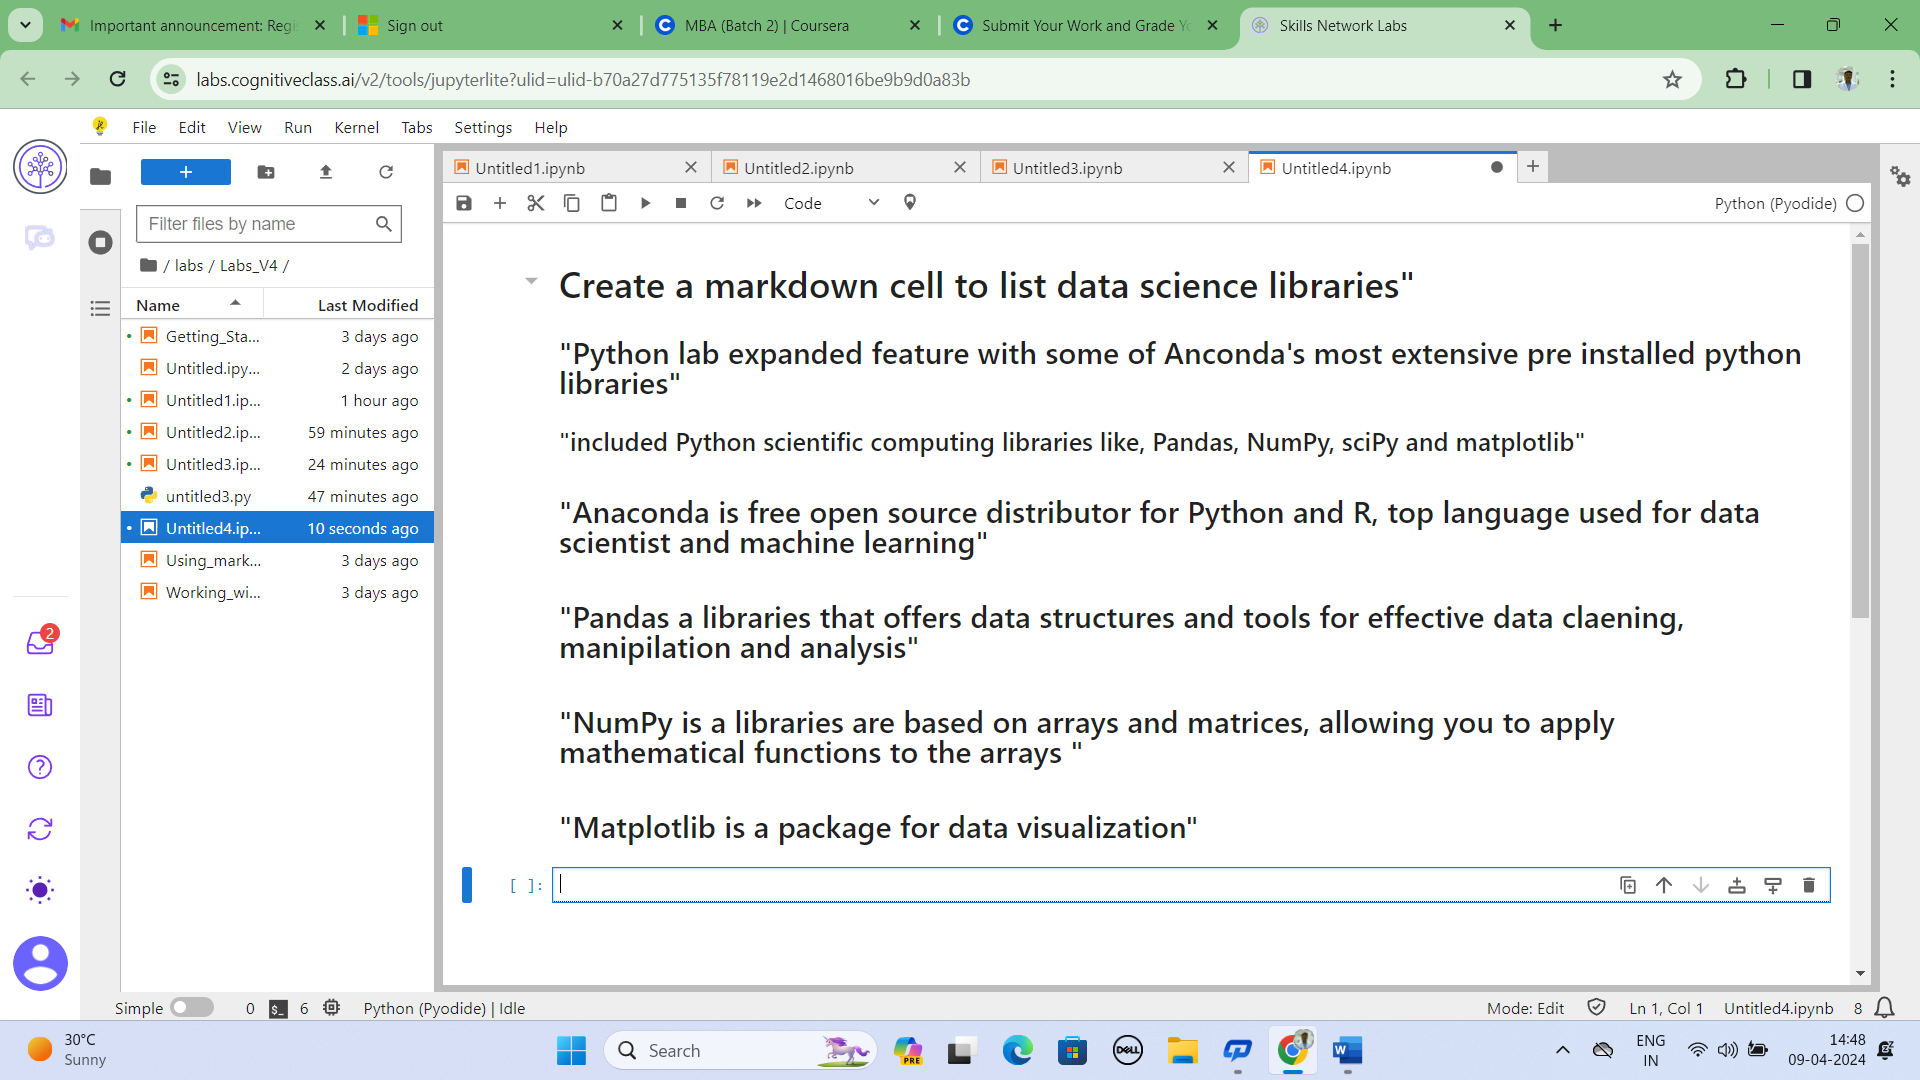 Important announcement: Regis
Sign out
MBA (Batch 2) | Coursera
Submit Your Work and Grade Yo
Skills Network Labs
labs.cognitiveclass.ai/v2/tools/jupyterlite?ulid=ulid-b70a27d775135f78119e2d1468016be9b9d0a83b
File Edit View Run Kernel Tabs Settings Help
Untitled1.ipynb
Untitled2.ipynb
Untitled3.ipynb
Untitled4.ipynb
Code
Python (Pyodide)
Filter files by name
/ labs / Labs_V4 /
Name Last Modified
Getting_Sta... 3 days ago
Untitled.ipy... 2 days ago
Untitled1.ip... 1 hour ago
Untitled2.ip... 59 minutes ago
Untitled3.ip... 24 minutes ago
untitled3.py 47 minutes ago
Untitled4.ip... 10 seconds ago
Using_mark... 3 days ago
Working_wi... 3 days ago
Create a markdown cell to list data science libraries"
"Python lab expanded feature with some of Anconda's most extensive pre installed python
libraries"
"included Python scientific computing libraries like, Pandas, NumPy, sciPy and matplotlib"
"Anaconda is free open source distributor for Python and R, top language used for data
scientist and machine learning"
"Pandas a libraries that offers data structures and tools for effective data claening,
manipilation and analysis"
"NumPy is a libraries are based on arrays and matrices, allowing you to apply
mathematical functions to the arrays "
"Matplotlib is a package for data visualization"
[ ]:
2
Simple 0 $_ 6 Python (Pyodide) | Idle
Mode: Edit Ln 1, Col 1 Untitled4.ipynb 8
30°C
Sunny
Search
PRE
DELL
W
ENG
IN
14:48
09-04-2024